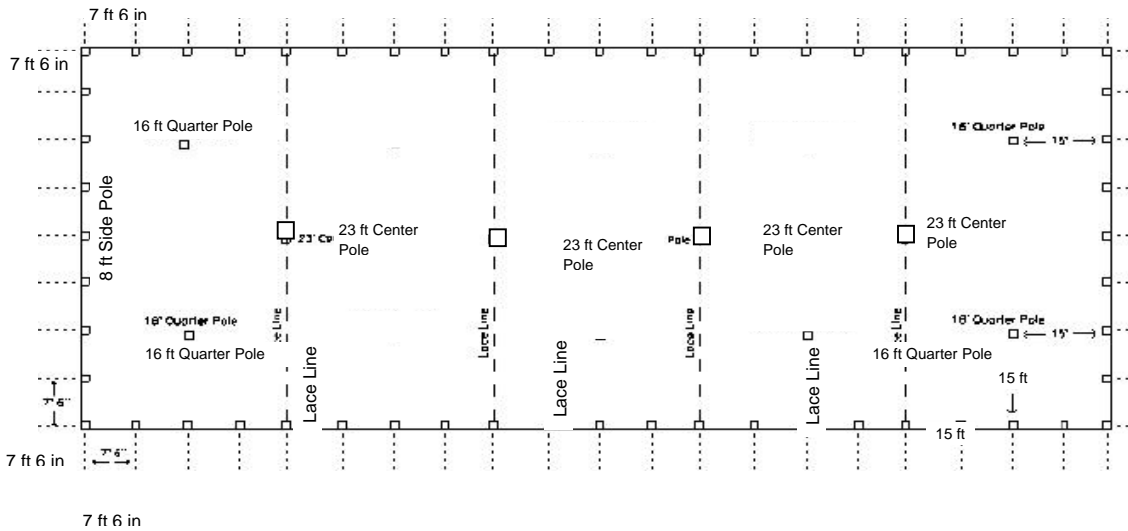 7 ft 6 in
7 ft 6 in
16 ft Quarter Pole
16' Quarter Pole
15'
8 ft Side Pole
23 ft Center
Pole
23 ft Center
Pole
23 ft Center
Pole
23 ft Center
Pole
23' Ce
Pole
16' Quarter Pole
16 ft Quarter Pole
16' Quarter Pole
15'
16 ft Quarter Pole
ce Line
Lace Line
Lace Line
ce Line
Lace Line
Lace Line
Lace Line
15 ft
7'6"
15 ft
7 ft 6 in
7'6"
7 ft 6 in